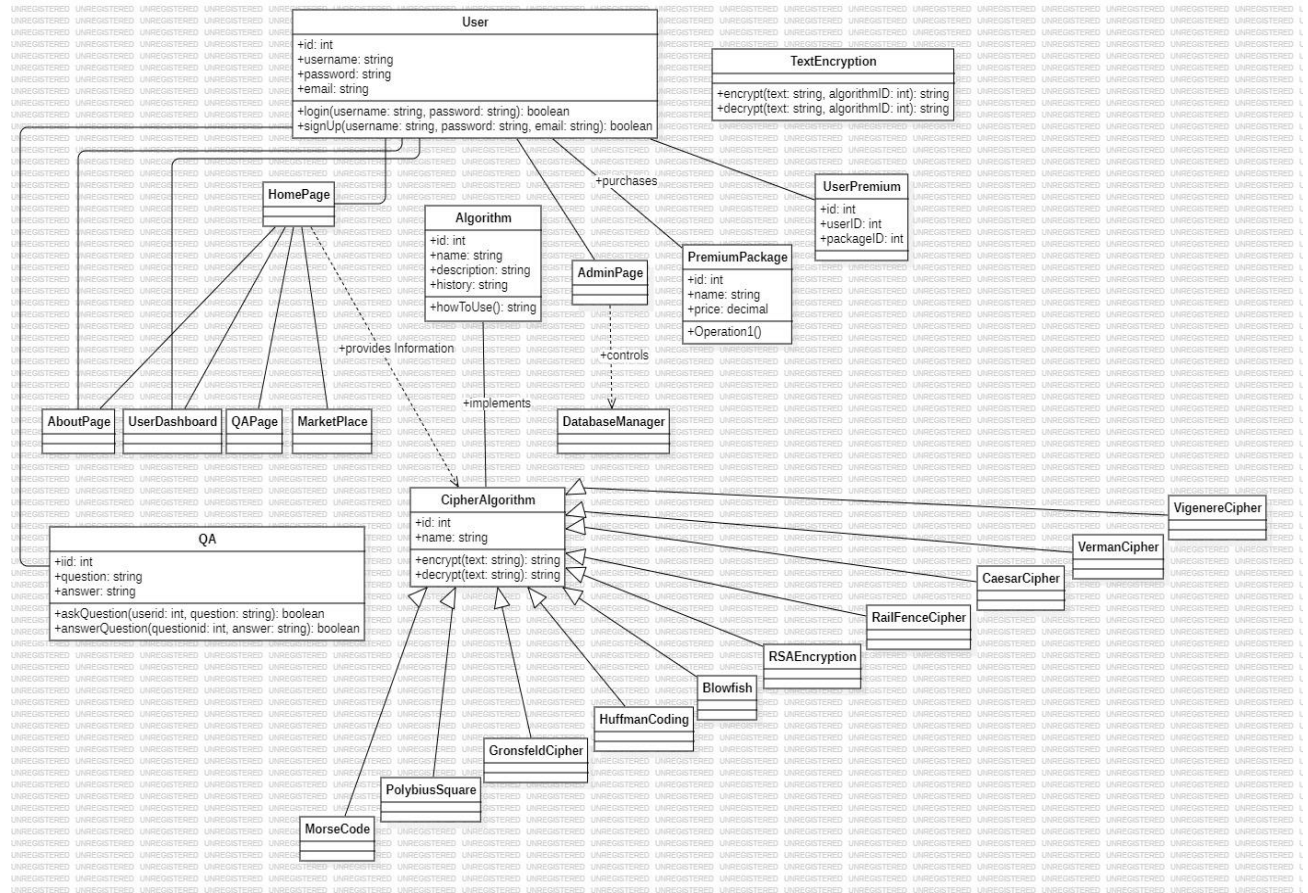 User
+id: int
+username: string
+password: string
+email: string
+login(username: string, password: string): boolean
+signUp(username: string, password: string, email: string): boolean
TextEncryption
+encrypt(text: string, algorithmID: int): string
+decrypt(text: string, algorithmID: int): string
HomePage
+purchases
UserPremium
+id: int
+userID: int
+packageID: int
Algorithm
+id: int
+name: string
+description: string
+history: string
+howToUse(): string
AdminPage
PremiumPackage
+id: int
+name: string
+price: decimal
+Operation1()
+provides Information
+controls
+implements
AboutPage
UserDashboard
QAPage
MarketPlace
DatabaseManager
CipherAlgorithm
+id: int
+name: string
+encrypt(text: string): string
+decrypt(text: string): string
QA
+iid: int
+question: string
+answer: string
+askQuestion(userid: int, question: string): boolean
+answerQuestion(questionid: int, answer: string): boolean
VigenereCipher
VermanCipher
CaesarCipher
RailFenceCipher
RSAEncryption
Blowfish
HuffmanCoding
GronsfeldCipher
PolybiusSquare
MorseCode
UNREGISTERED